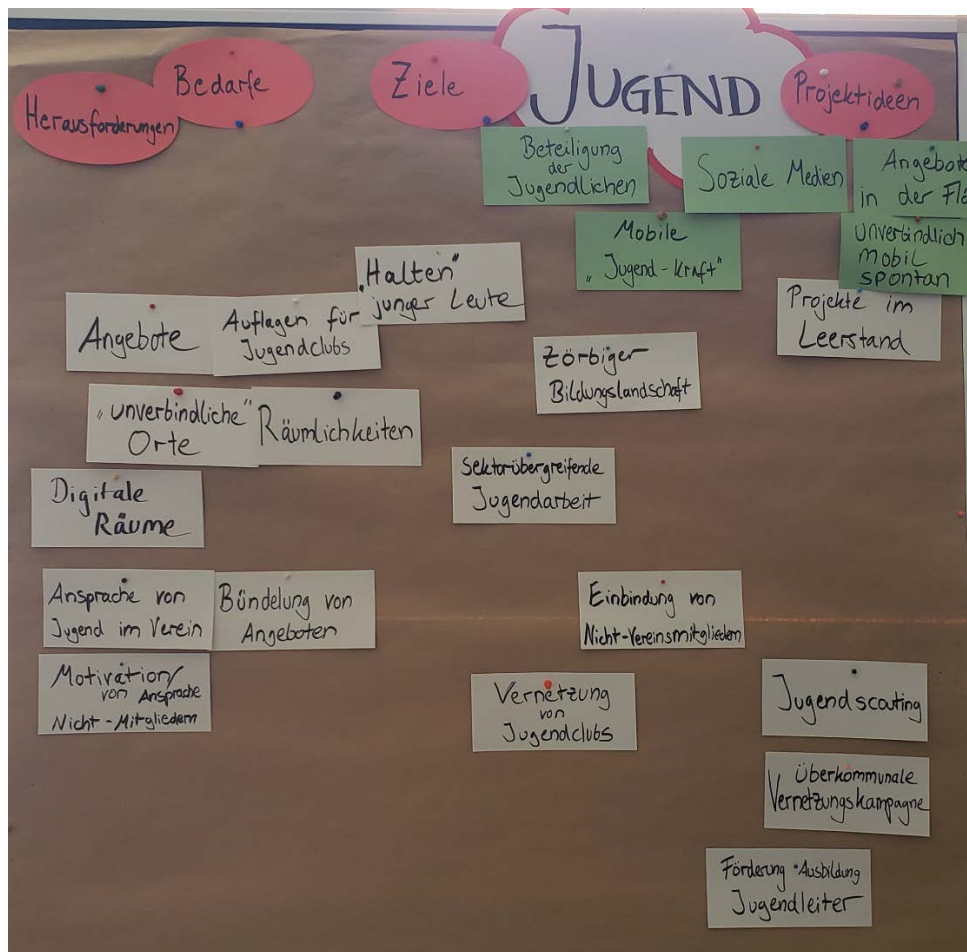 Herausforderungen
Bedarfe
Ziele
JUGEND
Projektideen
Beteiligung
der
Jugendlichen
Soziale Medien
Angebote
in der
Mobile
"Jugend-Kraft"
unverbindlich
mobil
spontan
"Halten"
junger Leute
Projekte im
Leerstand
Angebote
Auflagen für
Jugendclubs
Zörbiger
Bildungslandschaft
"unverbindliche"
Orte
Räumlichkeiten
Sektorübergreifende
Jugendarbeit
Digitale
Räume
Ansprache von
Jugend im Verein
Bündelung von
Angeboten
Einbindung von
Nicht-Vereinsmitgliedern
Motivation/
von Ansprache
Nicht-Mitgliedern
Vernetzung
von
Jugendclubs
Jugendscouting
Überkommunale
Vernetzungskampagne
Förderung • Ausbildung
Jugendleiter